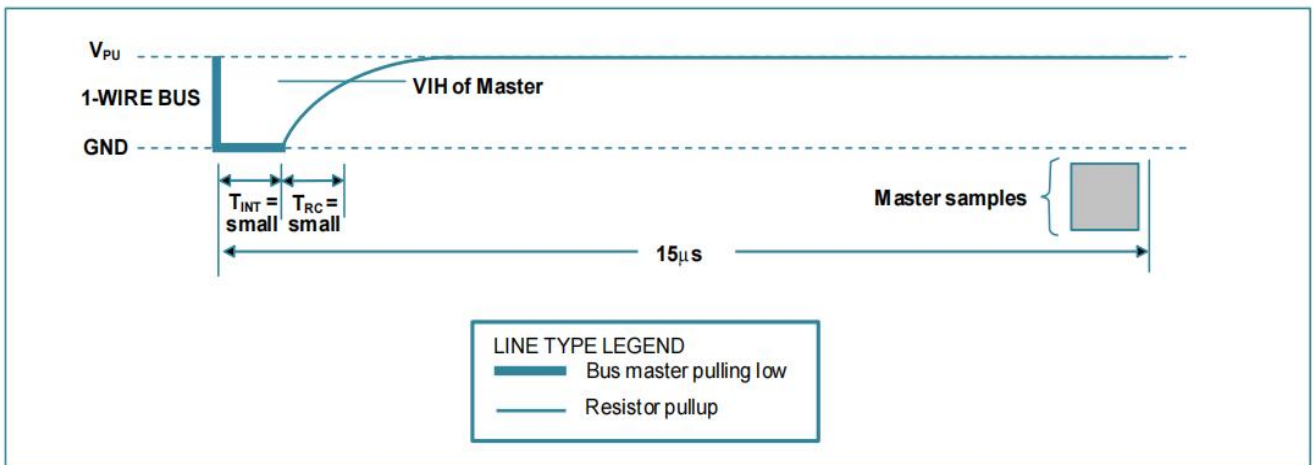 VPU
1-WIRE BUS
VIH of Master
GND
TINT =
small
TRC =
small
Master samples
15μs
LINE TYPE LEGEND
Bus master pulling low
Resistor pullup